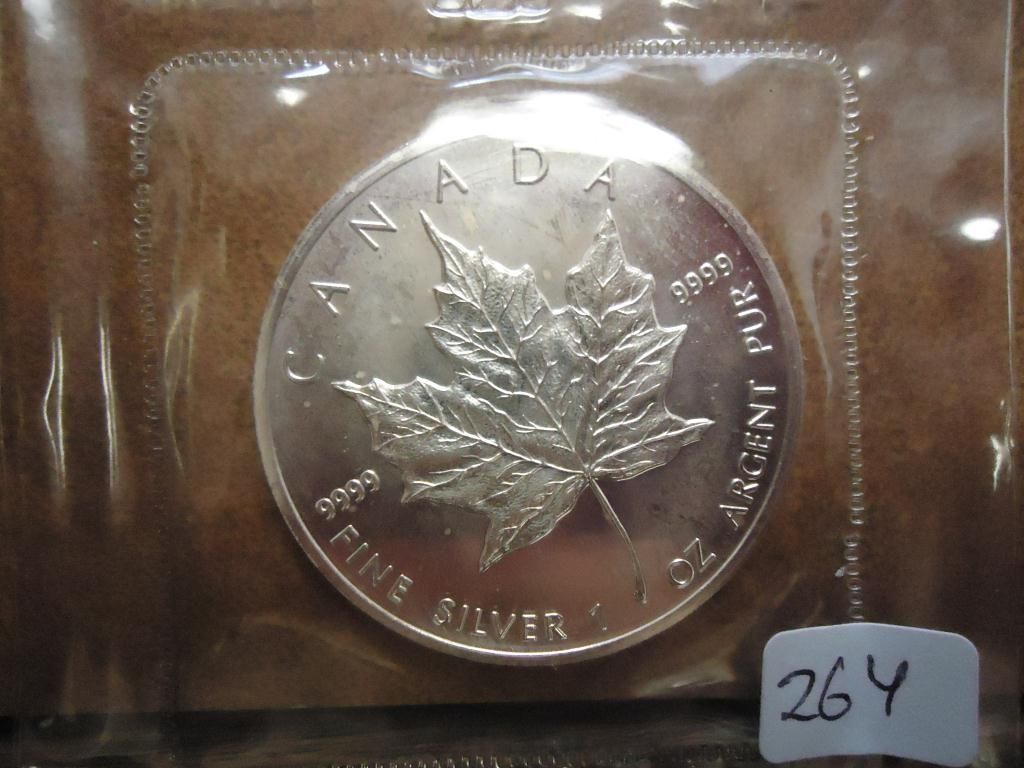 CANADA
9999
9999
FINE SILVER 1 OZ ARGENT PUR
264